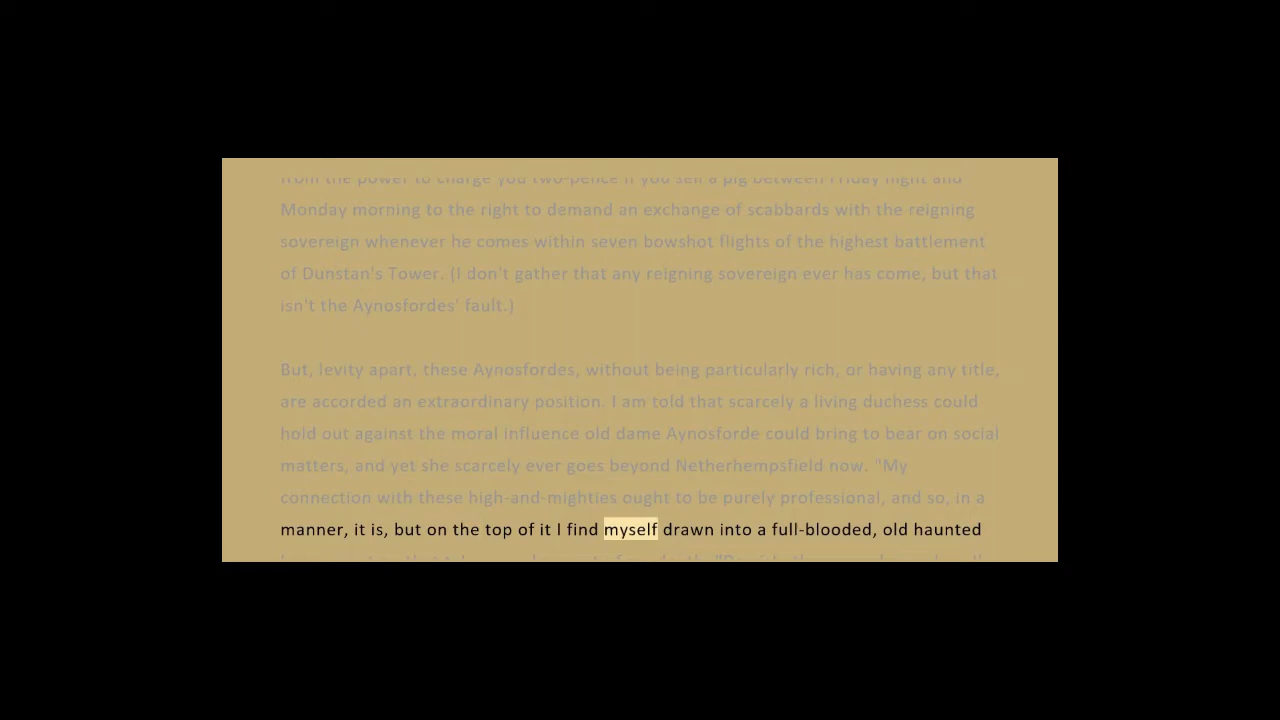 from the power to charge you two-pence if you sell a pig between Friday night and
Monday morning to the right to demand an exchange of scabbards with the reigning
sovereign whenever he comes within seven bowshot flights of the highest battlement
of Dunstan's Tower. (I don't gather that any reigning sovereign ever has come, but that
isn't the Aynosfordes' fault.)
But, levity apart, these Aynosfordes, without being particularly rich, or having any title,
are accorded an extraordinary position. I am told that scarcely a living duchess could
hold out against the moral influence old dame Aynosforde could bring to bear on social
matters, and yet she scarcely ever goes beyond Netherhempsfield now. "My
connection with these high-and-mighties ought to be purely professional, and so, in a
manner, it is, but on the top of it I find myself drawn into a full-blooded, old haunted